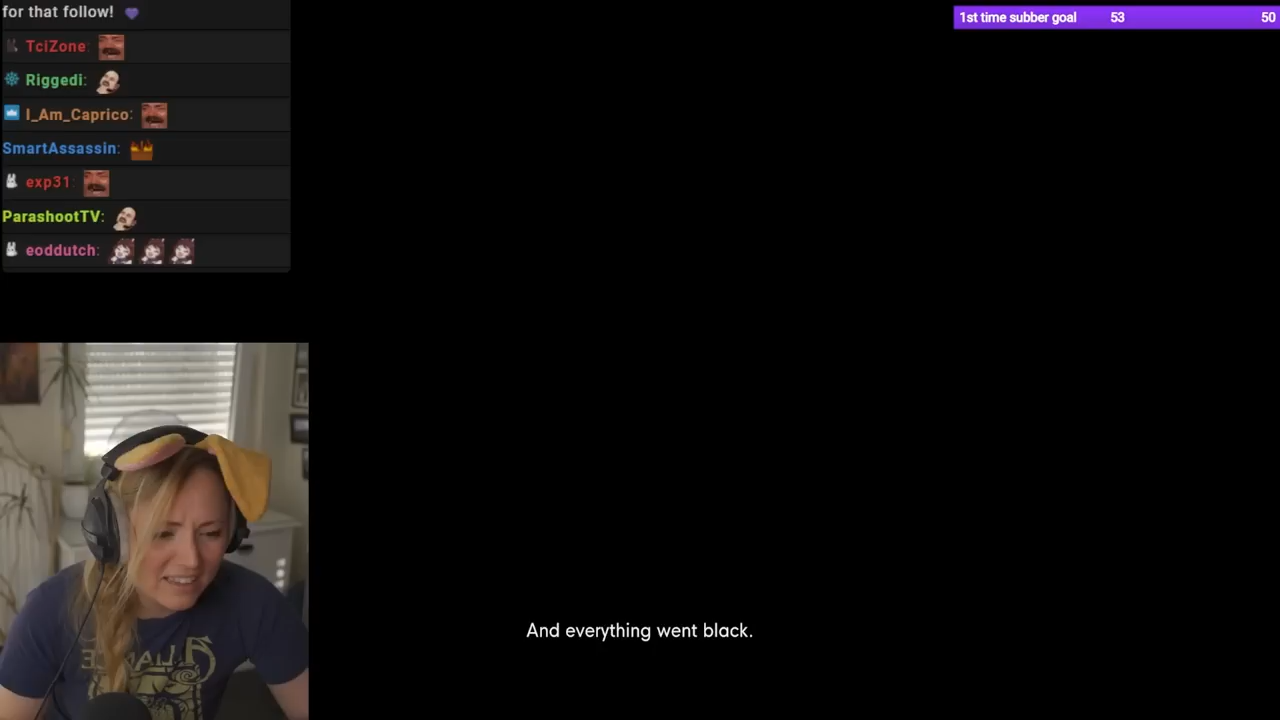 for that follow!
TciZone:
Riggedi:
I_Am_Caprico:
SmartAssassin:
exp31:
ParashootTV:
eoddutch:
1st time subber goal 53 50
ALLIANCE
And everything went black.